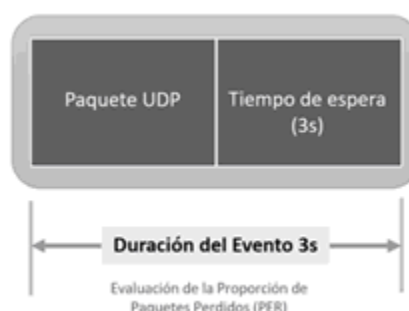 Paquete UDP
Tiempo de espera
(3s)
Duración del Evento 3s
Evaluación de la Proporción de
Paquetes Perdidos (PER)